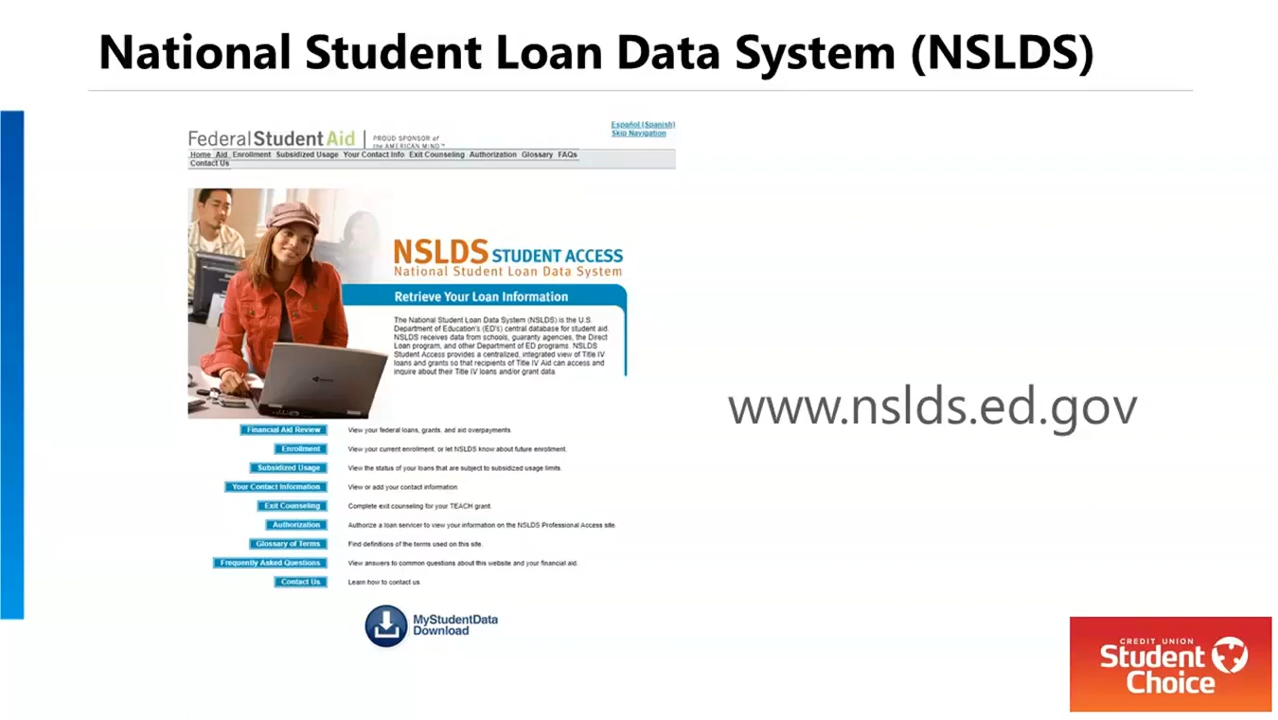 National Student Loan Data System (NSLDS)
Español (Spanish)
Skip Navigation
FederalStudentAid
PROUD SPONSOR of
the AMERICAN MIND™
Home Aid Enrollment Subsidized Usage Your Contact Info Exit Counseling Authorization Glossary FAQs
Contact Us
NSLDS STUDENT ACCESS
National Student Loan Data System
Retrieve Your Loan Information
The National Student Loan Data System (NSLDS) is the U.S.
Department of Education's (ED's) central database for student aid.
NSLDS receives data from schools, guaranty agencies, the Direct
Loan program, and other Department of ED programs. NSLDS
Student Access provides a centralized, integrated view of Title IV
loans and grants so that recipients of Title IV Aid can access and
inquire about their Title IV loans and/or grant data.
www.nslds.ed.gov
Financial Aid Review View your federal loans, grants, and aid overpayments.
Enrollment View your current enrollment, or let NSLDS know about future enrollment.
Subsidized Usage View the status of your loans that are subject to subsidized usage limits.
Your Contact Information View or add your contact information.
Exit Counseling Complete exit counseling for your TEACH grant.
Authorization Authorize a loan servicer to view your information on the NSLDS Professional Access site.
Glossary of Terms Find definitions of the terms used on this site.
Frequently Asked Questions View answers to common questions about this website and your financial aid.
Contact Us Learn how to contact us.
MyStudentData
Download
CREDIT UNION
Student
Choice